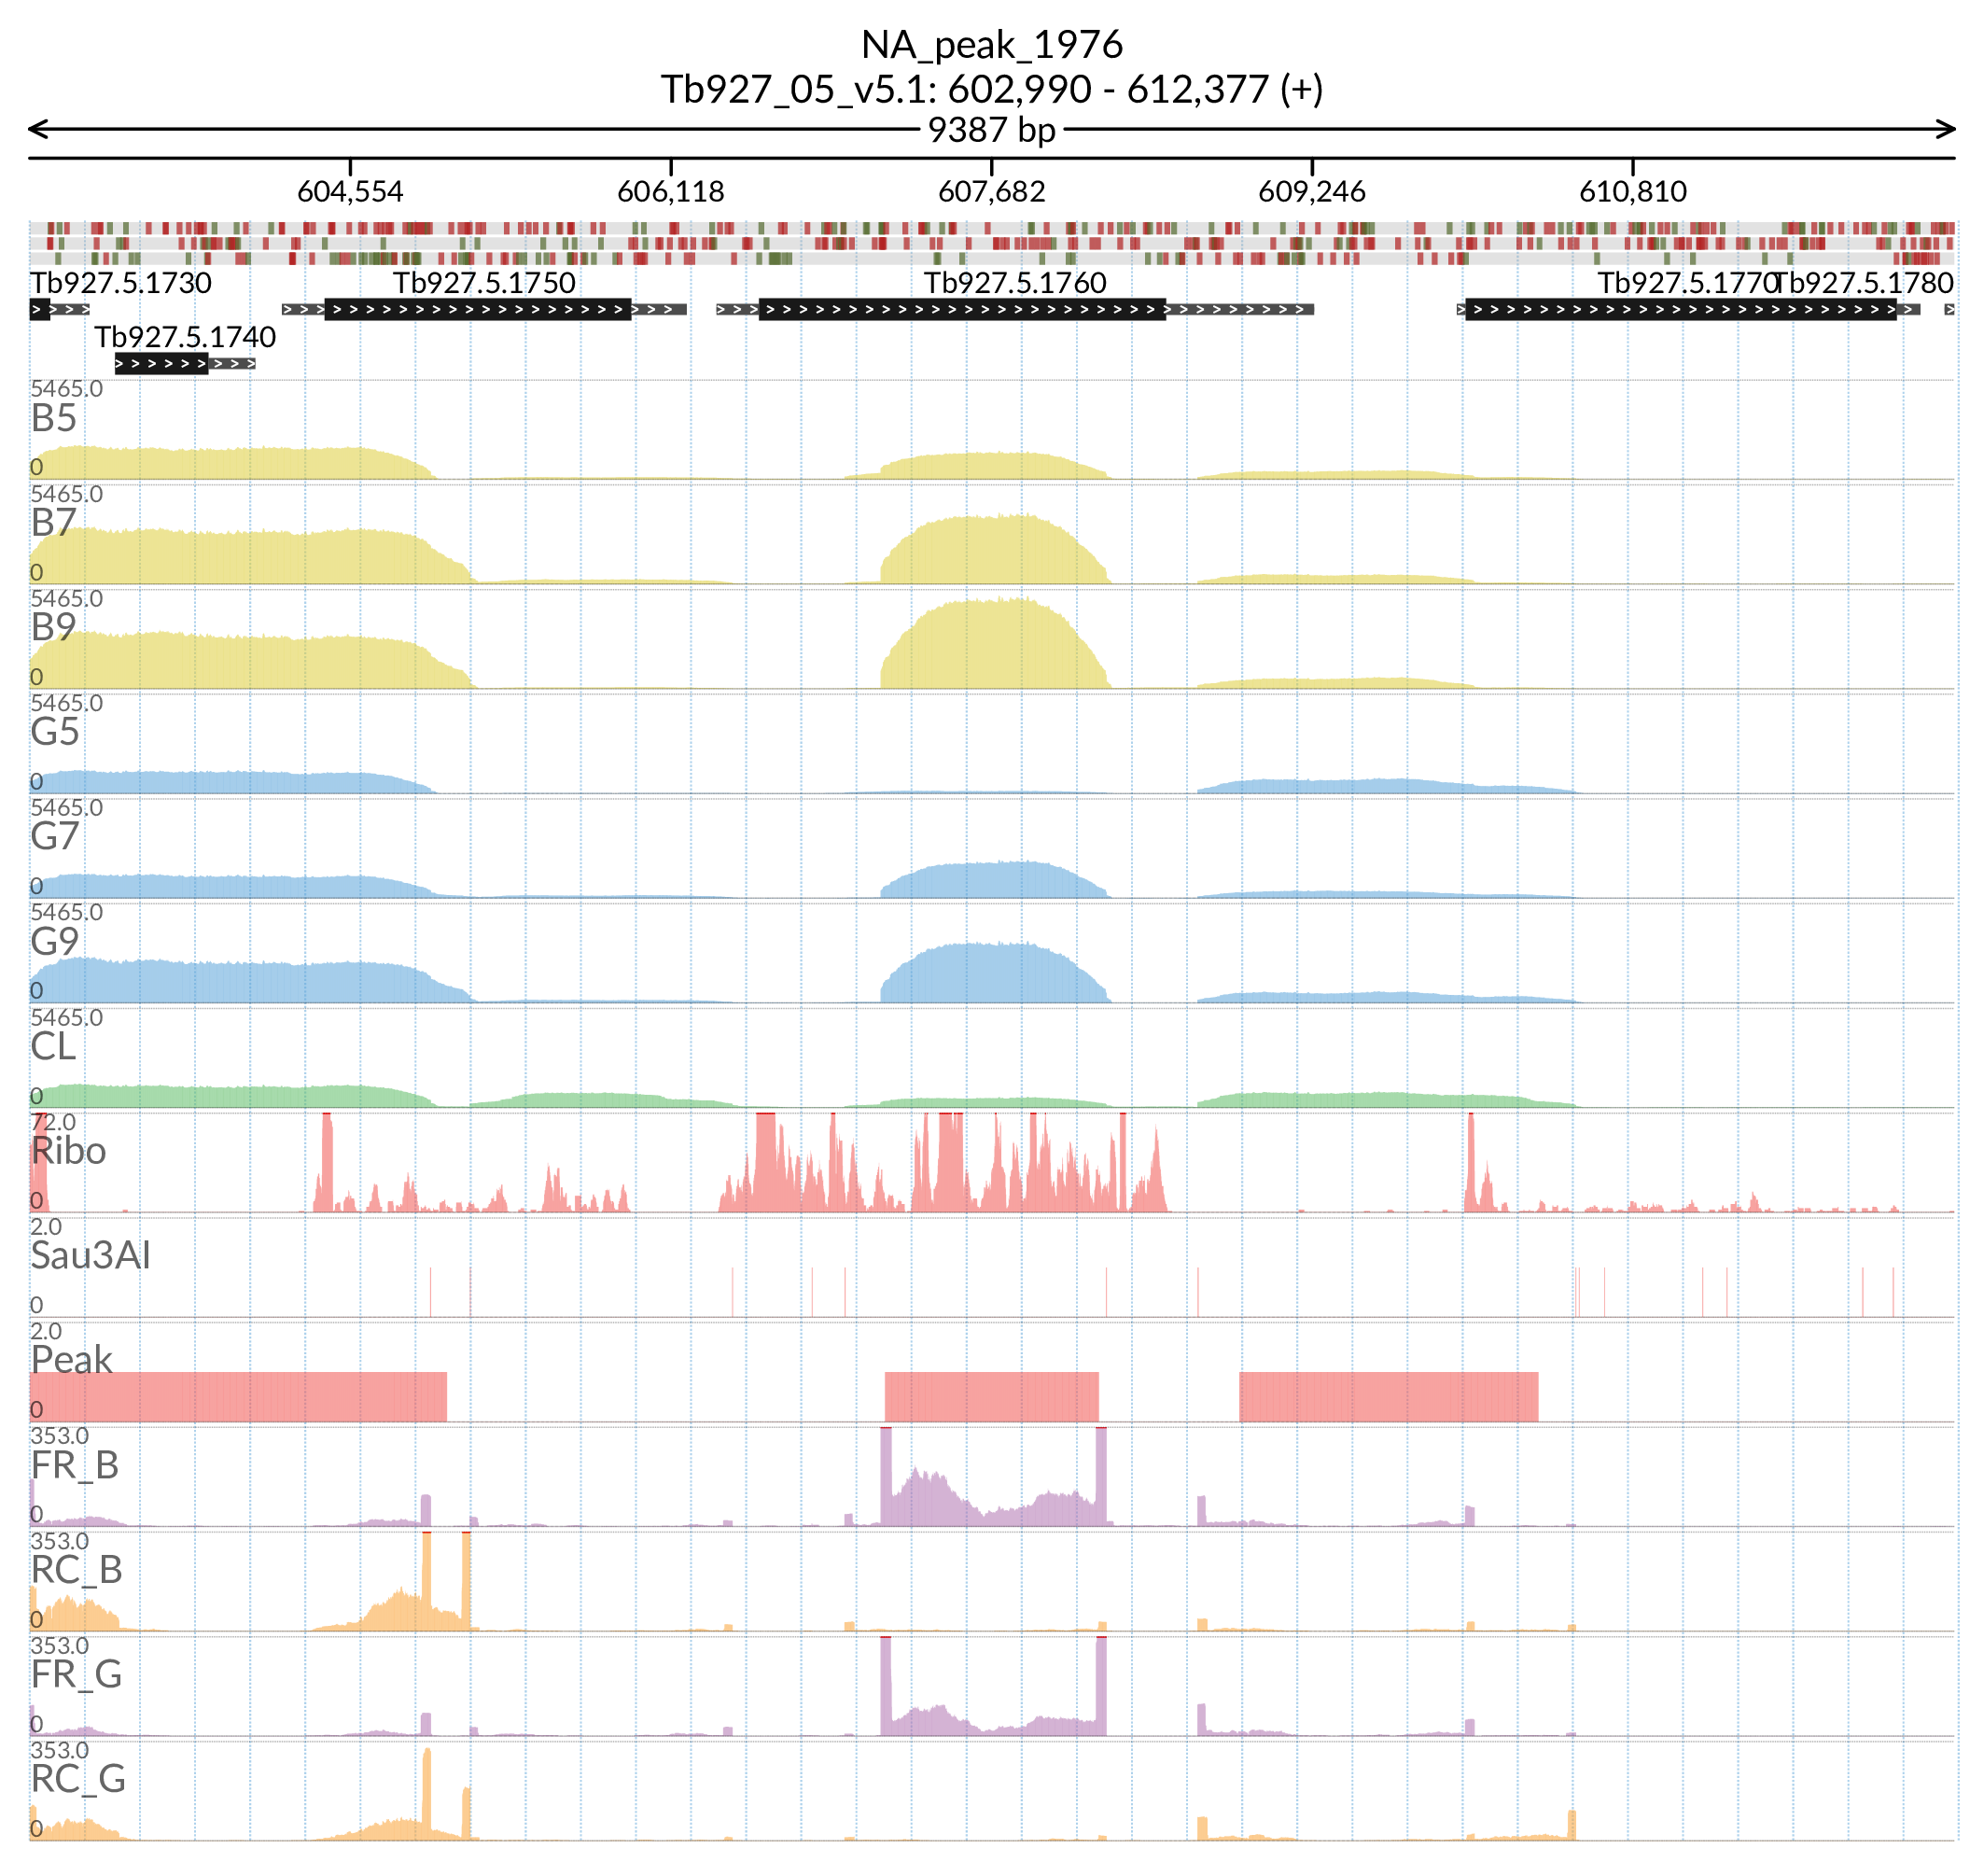 NA_peak_1976
Tb927_05_v5.1: 602,990 - 612,377 (+)
9387 bp
604,554 606,118 607,682 609,246 610,810
Tb927.5.1730 Tb927.5.1750 Tb927.5.1760 Tb927.5.1770 Tb927.5.1780
Tb927.5.1740
5465.0
B5
0
5465.0
B7
0
5465.0
B9
0
5465.0
G5
0
5465.0
G7
0
5465.0
G9
0
5465.0
CL
0
72.0
Ribo
0
2.0
Sau3AI
0
2.0
Peak
0
353.0
FR_B
0
353.0
RC_B
0
353.0
FR_G
0
353.0
RC_G
0